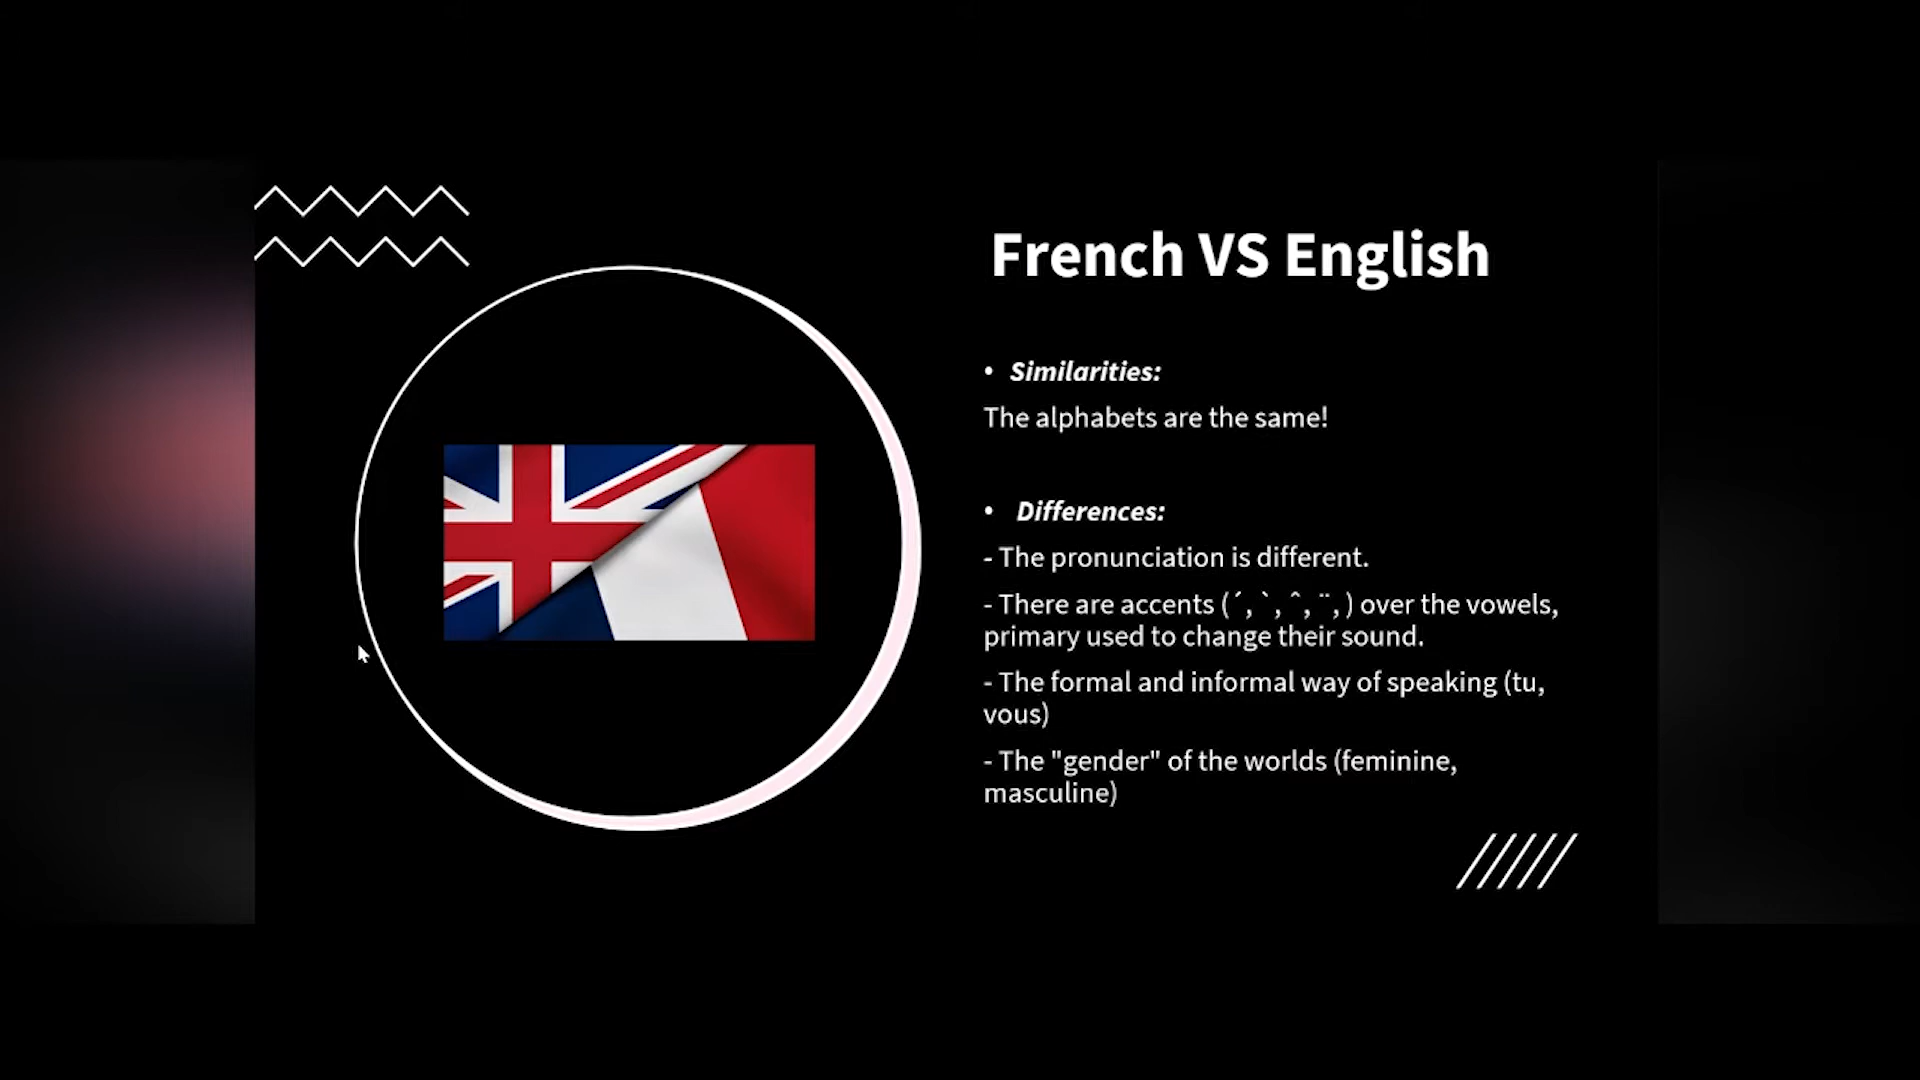 French VS English
• Similarities:
The alphabets are the same!
• Differences:
- The pronunciation is different.
- There are accents (´, `, ˆ, ¨, ) over the vowels,
primary used to change their sound.
- The formal and informal way of speaking (tu,
vous)
- The "gender" of the worlds (feminine,
masculine)